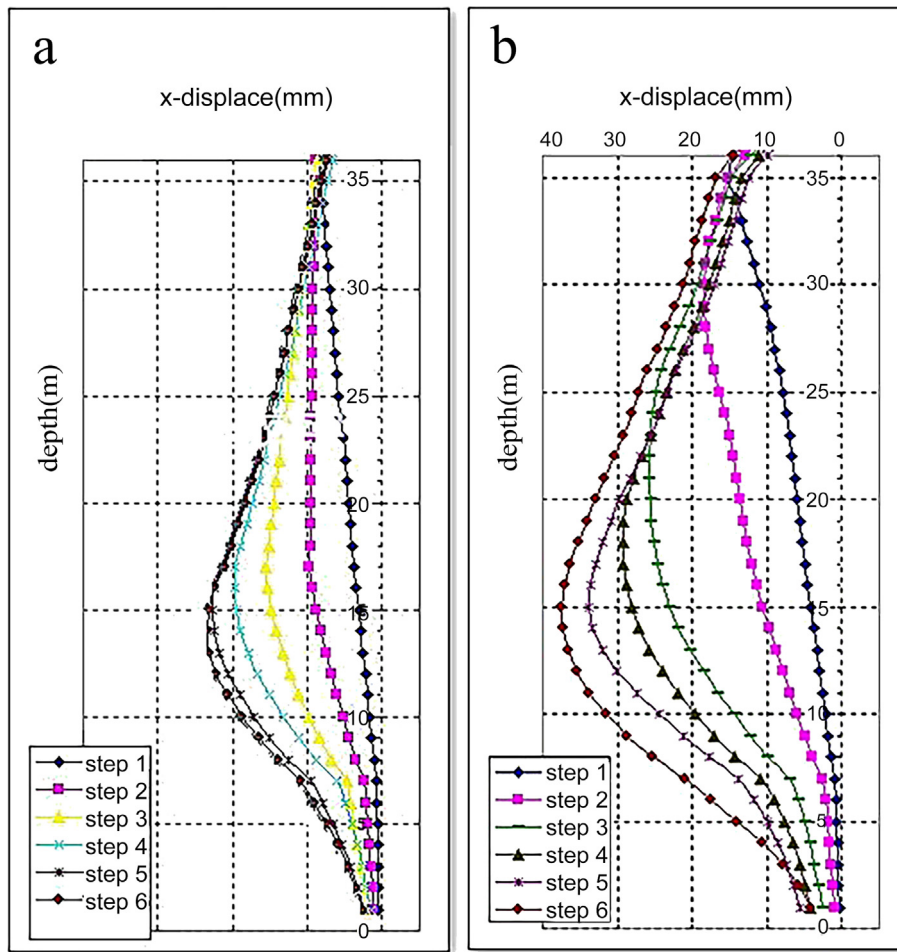 a
x-displace(mm)
depth(m)
35
30
25
20
15
10
5
0
step 1
step 2
step 3
step 4
step 5
step 6
b
x-displace(mm)
40 30 20 10 0
depth(m)
35
30
25
20
15
10
5
0
step 1
step 2
step 3
step 4
step 5
step 6